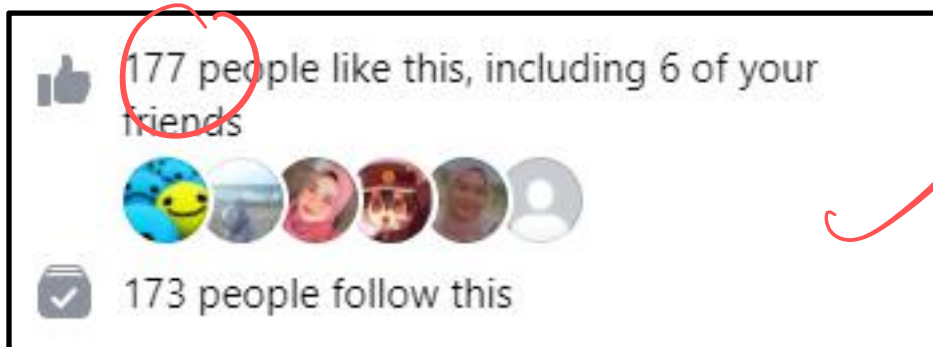 177 people like this, including 6 of your
friends
173 people follow this